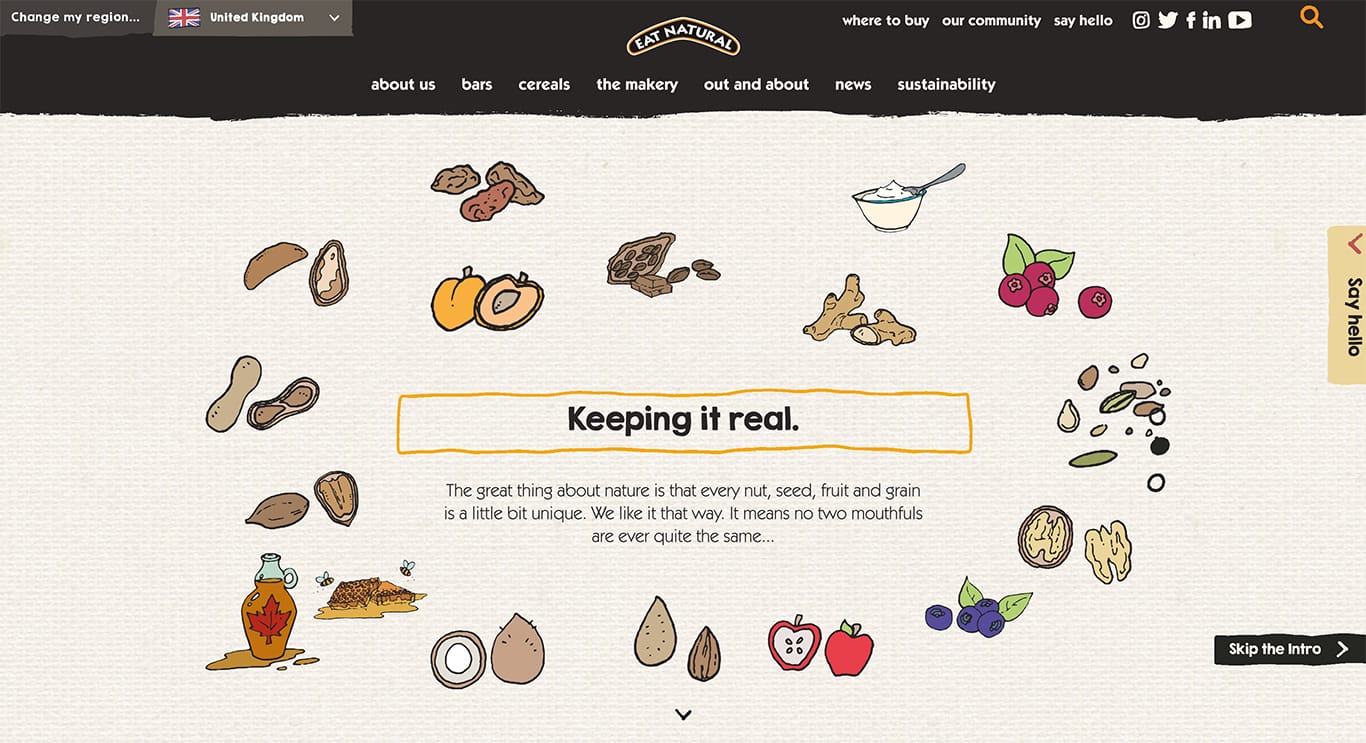 Change my region...
United Kingdom
EAT NATURAL
where to buy our community say hello
about us bars cereals the makery out and about news sustainability
Say hello
Keeping it real.
The great thing about nature is that every nut, seed, fruit and grain
is a little bit unique. We like it that way. It means no two mouthfuls
are ever quite the same...
Skip the Intro